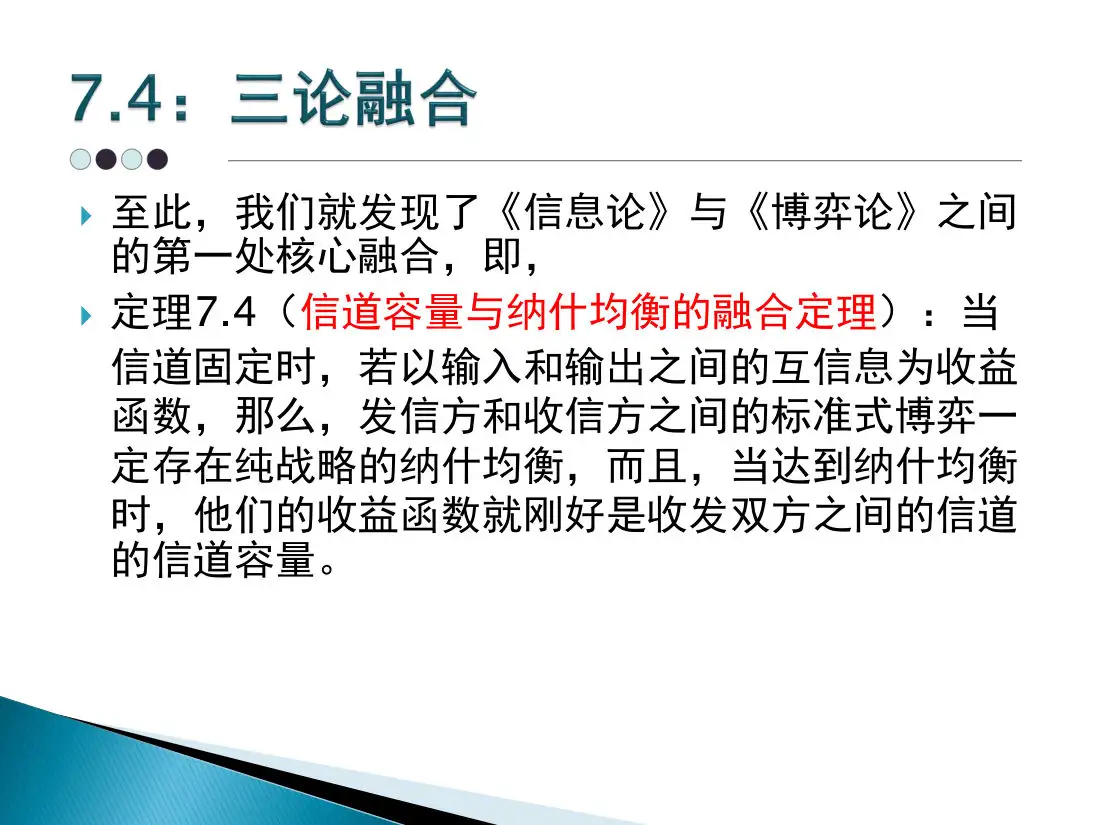 7.4：三论融合
至此，我们就发现了《信息论》与《博弈论》之间
的第一处核心融合，即，
定理7.4（信道容量与纳什均衡的融合定理）：当
信道固定时，若以输入和输出之间的互信息为收益
函数，那么，发信方和收信方之间的标准式博弈一
定存在纯战略的纳什均衡，而且，当达到纳什均衡
时，他们的收益函数就刚好是收发双方之间的信道
的信道容量。